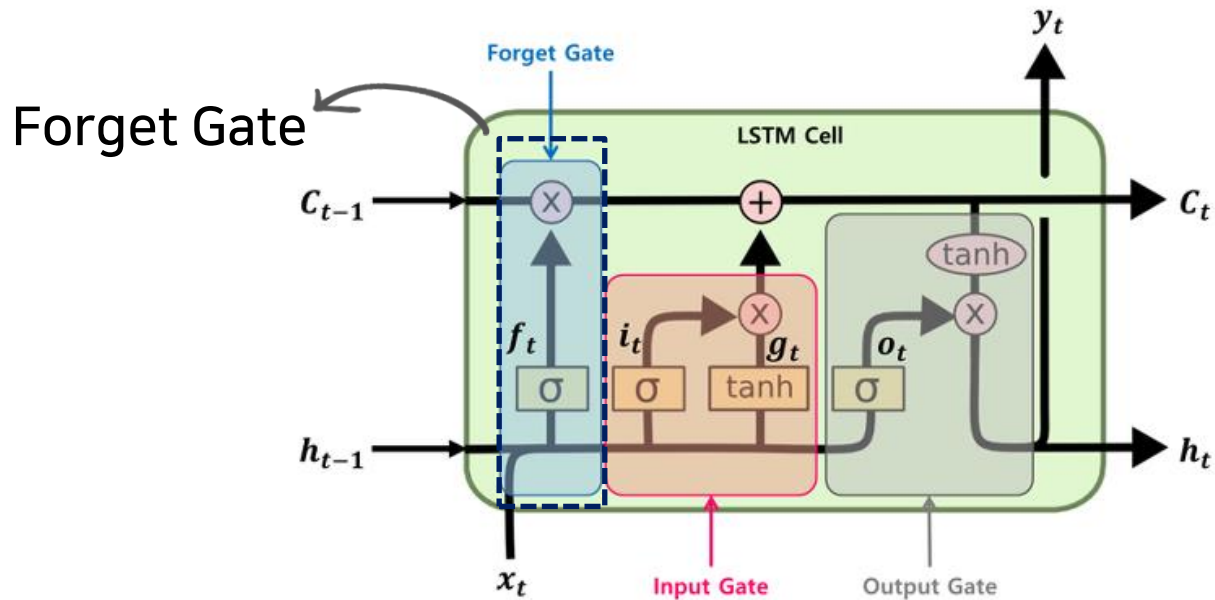 y_t
Forget Gate
Forget Gate
LSTM Cell
C_{t-1}
x
+
C_t
tanh
f_t
i_t
x
g_t
o_t
x
σ
σ
tanh
σ
h_{t-1}
h_t
x_t
Input Gate
Output Gate